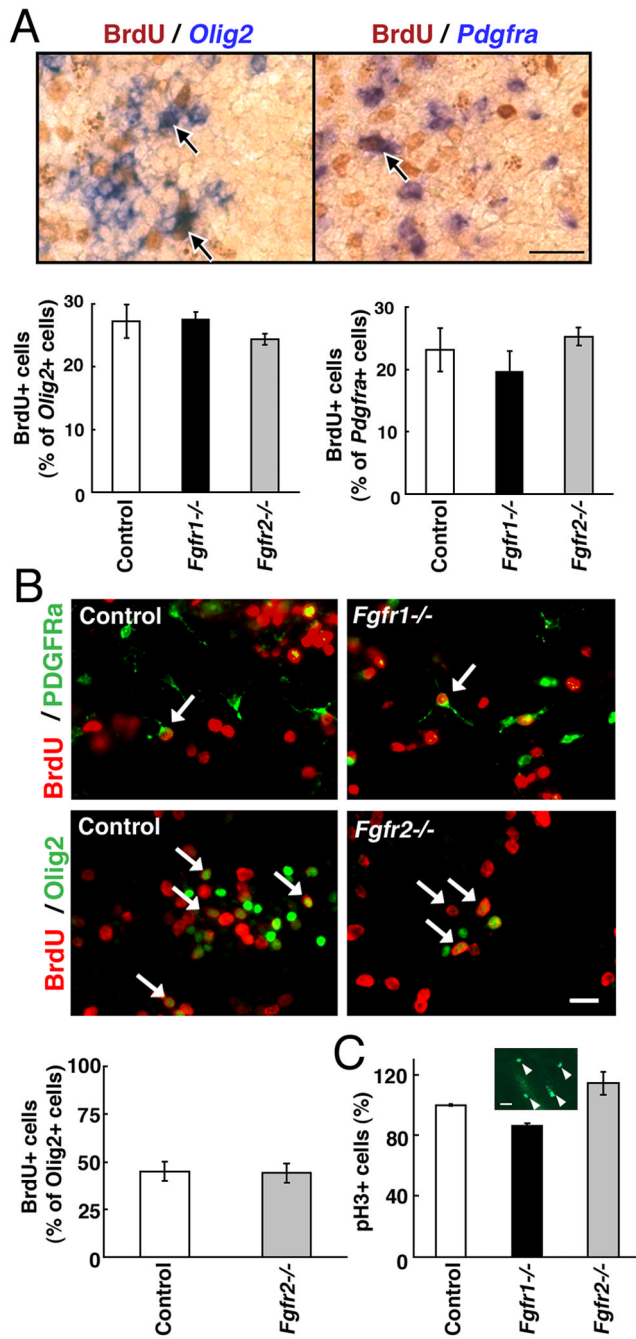 A
BrdU / Olig2
BrdU / Pdgfra
BrdU+ cells
(% of Olig2+ cells)
30
20
10
0
Control
Fgfr1-/-
Fgfr2-/-
BrdU+ cells
(% of Pdgfra+ cells)
30
20
10
0
Control
Fgfr1-/-
Fgfr2-/-
B
BrdU / PDGFRa
Control
Fgfr1-/-
BrdU / Olig2
Control
Fgfr2-/-
BrdU+ cells
(% of Olig2+ cells)
100
75
50
25
0
Control
Fgfr2-/-
C
pH3+ cells (%)
120
80
40
0
Control
Fgfr1-/-
Fgfr2-/-